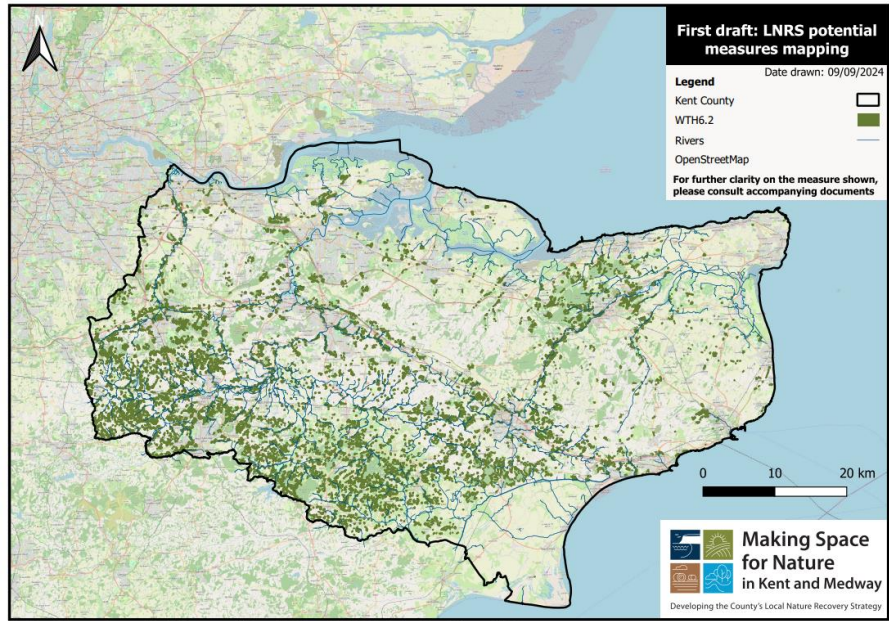 First draft: LNRS potential
measures mapping
Date drawn: 09/09/2024
Legend
Kent County
WTH6.2
Rivers
OpenStreetMap
For further clarity on the measure shown,
please consult accompanying documents
0 10 20 km
Making Space
for Nature
in Kent and Medway
Developing the County's Local Nature Recovery Strategy